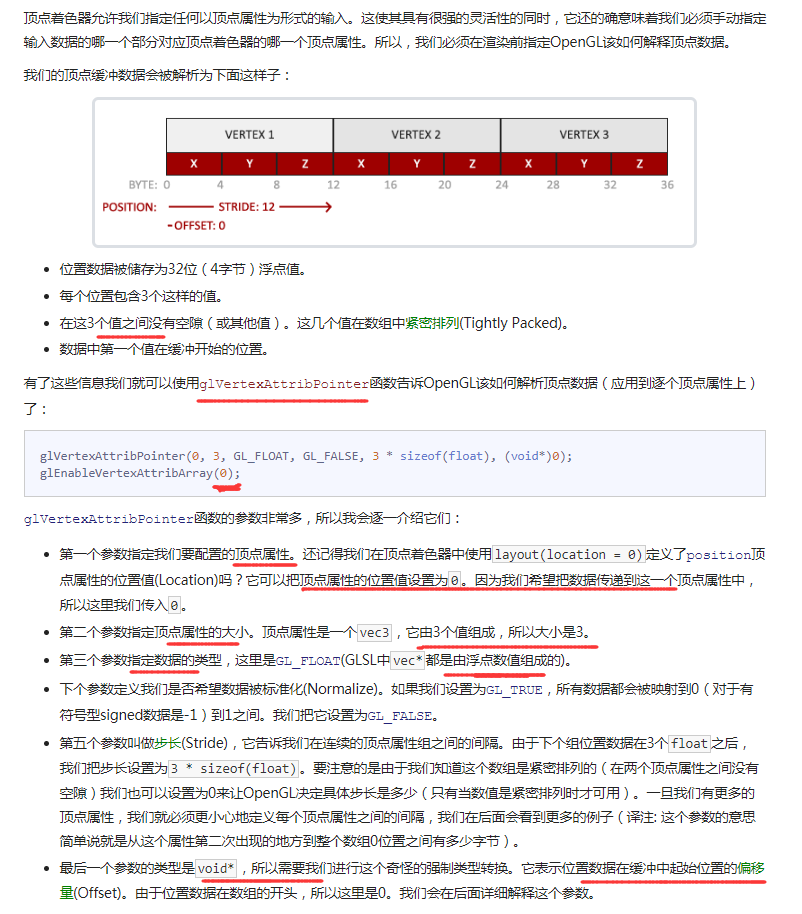 顶点着色器允许我们指定任何以顶点属性为形式的输入。这使其具有很强的灵活性的同时，它还的确意味着我们必须手动指定
输入数据的哪一个部分对应顶点着色器的哪一个顶点属性。所以，我们必须在渲染前指定OpenGL该如何解释顶点数据。
我们的顶点缓冲数据会被解析为下面这样子：
VERTEX 1 VERTEX 2 VERTEX 3
X Y Z X Y Z X Y Z
BYTE: 0 4 8 12 16 20 24 28 32 36
POSITION: STRIDE: 12
-OFFSET: 0
• 位置数据被储存为32位（4字节）浮点值。
• 每个位置包含3个这样的值。
• 在这3个值之间没有空隙（或其他值）。这几个值在数组中紧密排列(Tightly Packed)。
• 数据中第一个值在缓冲开始的位置。
有了这些信息我们就可以使用glVertexAttribPointer函数告诉OpenGL该如何解析顶点数据（应用到逐个顶点属性上）
了：
glVertexAttribPointer(0, 3, GL_FLOAT, GL_FALSE, 3 * sizeof(float), (void*)0);
glEnableVertexAttribArray(0);
glVertexAttribPointer函数的参数非常多，所以我会逐一介绍它们：
• 第一个参数指定我们要配置的顶点属性。还记得我们在顶点着色器中使用layout(location = 0)定义了position顶
点属性的位置值(Location)吗？它可以把顶点属性的位置值设置为0。因为我们希望把数据传递到这一个顶点属性中，
所以这里我们传入0。
• 第二个参数指定顶点属性的大小。顶点属性是一个vec3，它由3个值组成，所以大小是3。
• 第三个参数指定数据的类型，这里是GL_FLOAT(GLSL中vec*都是由浮点数值组成的)。
• 下个参数定义我们是否希望数据被标准化(Normalize)。如果我们设置为GL_TRUE，所有数据都会被映射到0（对于有
符号型signed数据是-1）到1之间。我们把它设置为GL_FALSE。
• 第五个参数叫做步长(Stride)，它告诉我们在连续的顶点属性组之间的间隔。由于下个组位置数据在3个float之后，
我们把步长设置为3 * sizeof(float)。要注意的是由于我们知道这个数组是紧密排列的（在两个顶点属性之间没有
空隙）我们也可以设置为0来让OpenGL决定具体步长是多少（只有当数值是紧密排列时才可用）。一旦我们有更多的
顶点属性，我们就必须更小心地定义每个顶点属性之间的间隔，我们在后面会看到更多的例子（译注: 这个参数的意思
简单说就是从这个属性第二次出现的地方到整个数组0位置之间有多少字节）。
• 最后一个参数的类型是void*，所以需要我们进行这个奇怪的强制类型转换。它表示位置数据在缓冲中起始位置的偏移
量(Offset)。由于位置数据在数组的开头，所以这里是0。我们会在后面详细解释这个参数。